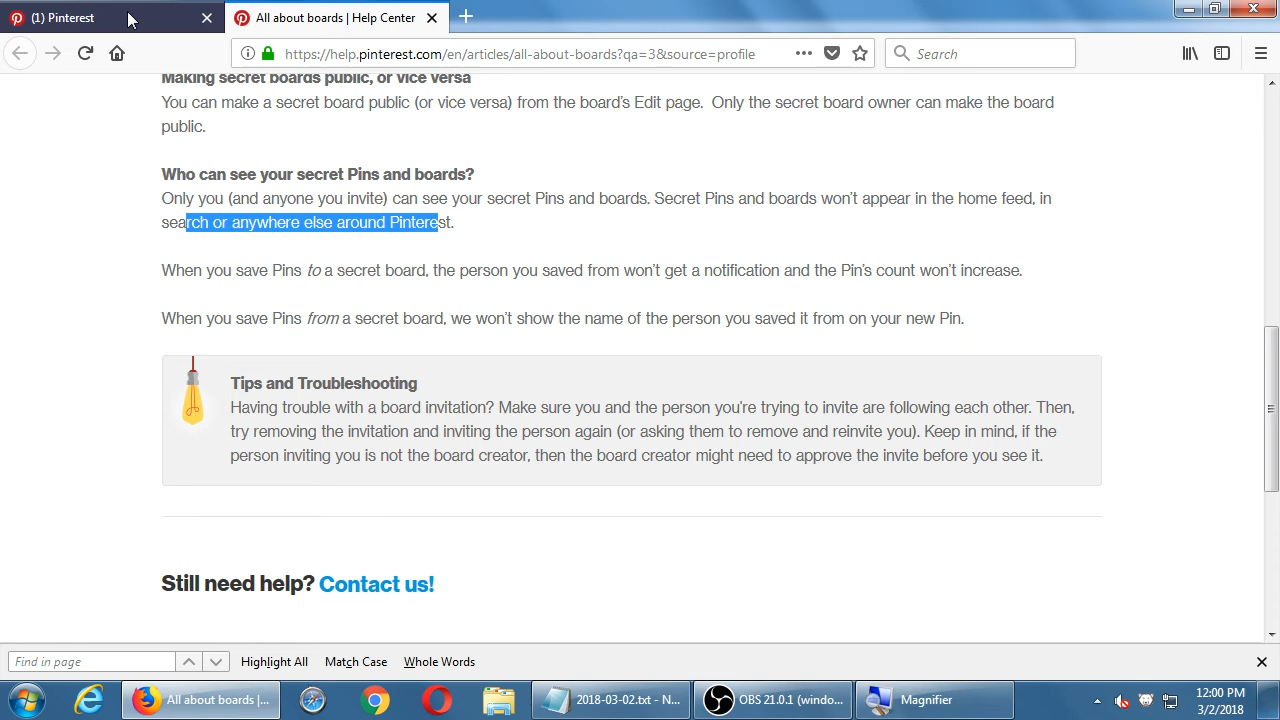 (1) Pinterest
All about boards | Help Center
https://help.pinterest.com/en/articles/all-about-boards?qa=3&source=profile
Search
Making secret boards public, or vice versa
You can make a secret board public (or vice versa) from the board's Edit page. Only the secret board owner can make the board
public.
Who can see your secret Pins and boards?
Only you (and anyone you invite) can see your secret Pins and boards. Secret Pins and boards won't appear in the home feed, in
search or anywhere else around Pinterest.
When you save Pins to a secret board, the person you saved from won't get a notification and the Pin's count won't increase.
When you save Pins from a secret board, we won't show the name of the person you saved it from on your new Pin.
Tips and Troubleshooting
Having trouble with a board invitation? Make sure you and the person you're trying to invite are following each other. Then,
try removing the invitation and inviting the person again (or asking them to remove and reinvite you). Keep in mind, if the
person inviting you is not the board creator, then the board creator might need to approve the invite before you see it.
Still need help? Contact us!
Find in page
Highlight All
Match Case
Whole Words
All about boards |...
2018-03-02.txt - N...
OBS 21.0.1 (windo...
Magnifier
12:00 PM
3/2/2018